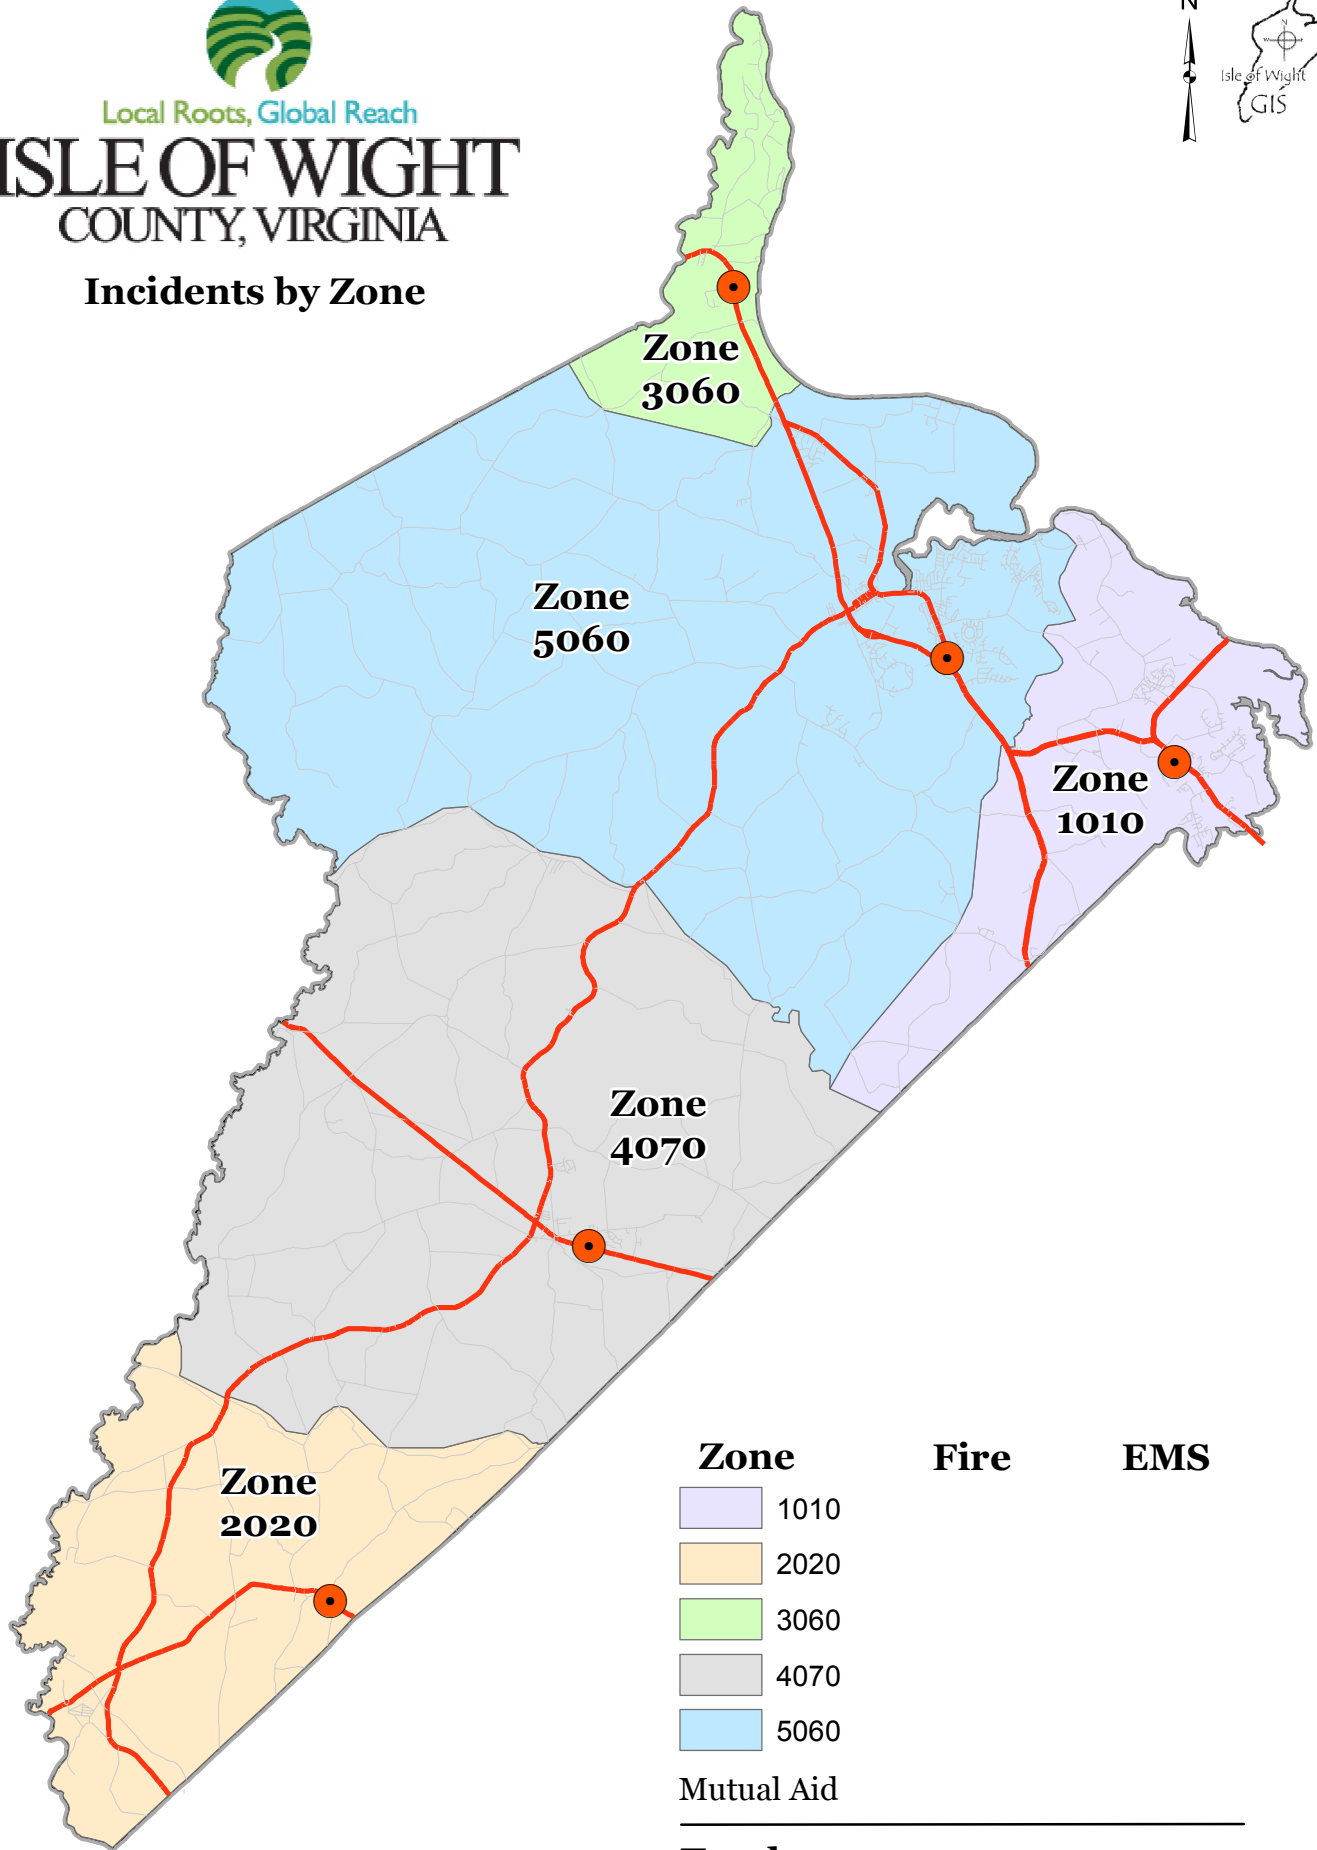 Local Roots, Global Reach
ISLE OF WIGHT
COUNTY, VIRGINIA
Incidents by Zone
N
N
Isle of Wight
GIS
Zone
3060
Zone
5060
Zone
1010
Zone
4070
Zone
2020
Zone Fire EMS
1010
2020
3060
4070
5060
Mutual Aid